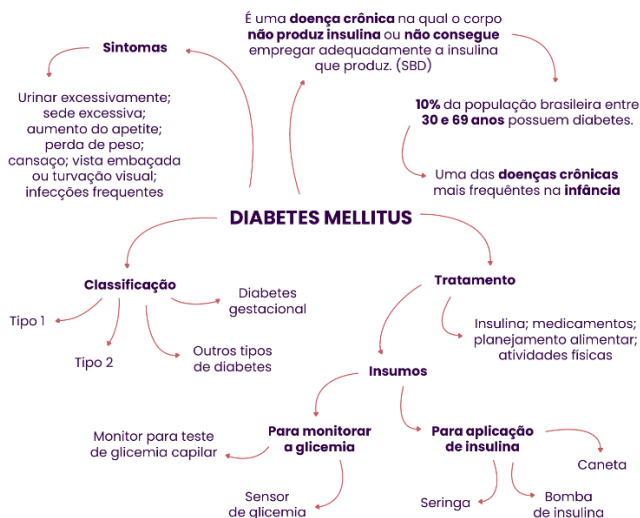 É uma doença crônica na qual o corpo
não produz insulina ou não consegue
empregar adequadamente a insulina
que produz. (SBD)
Sintomas
Urinar excessivamente;
sede excessiva;
aumento do apetite;
perda de peso;
cansaço; vista embaçada
ou turvação visual;
infecções frequentes
10% da população brasileira entre
30 e 69 anos possuem diabetes.
Uma das doenças crônicas
mais frequêntes na infância
DIABETES MELLITUS
Classificação
Tipo 1
Tipo 2
Outros tipos
de diabetes
Diabetes
gestacional
Tratamento
Insulina; medicamentos;
planejamento alimentar;
atividades físicas
Insumos
Para monitorar
a glicemia
Monitor para teste
de glicemia capilar
Sensor
de glicemia
Para aplicação
de insulina
Seringa
Bomba
de insulina
Caneta